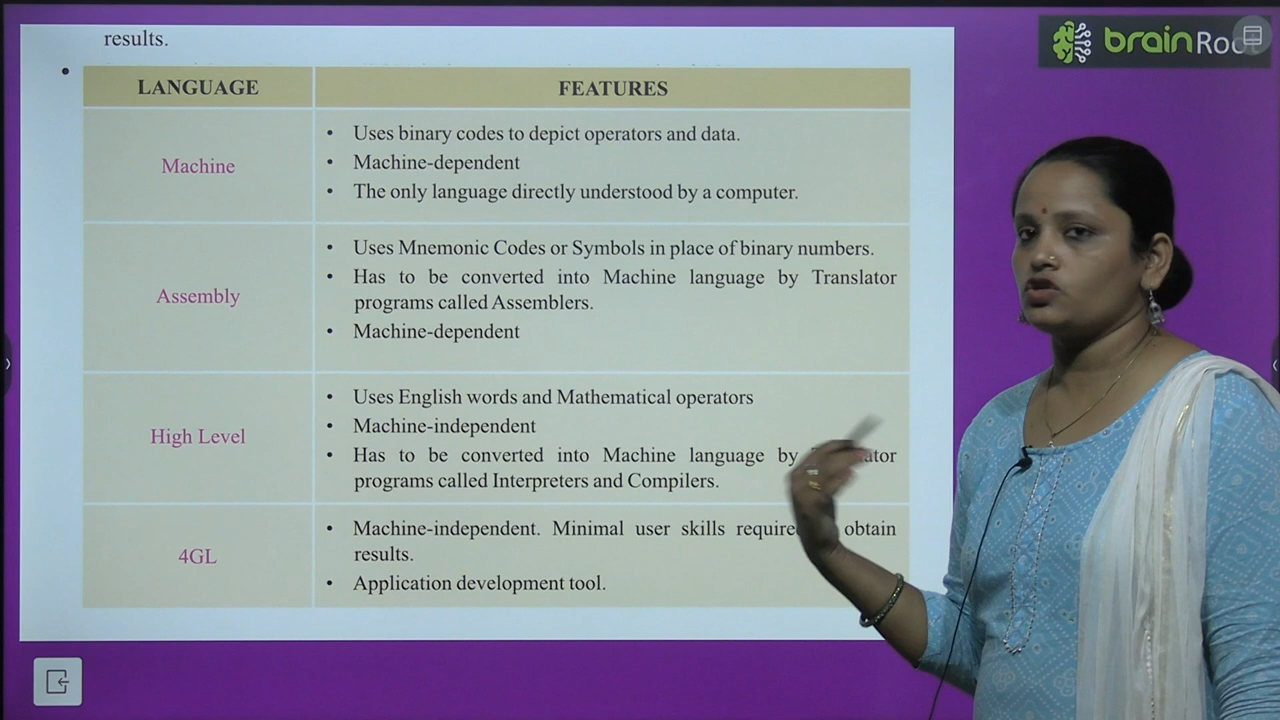 results.
brainRoot
LANGUAGE FEATURES
Machine
• Uses binary codes to depict operators and data.
• Machine-dependent
• The only language directly understood by a computer.
Assembly
• Uses Mnemonic Codes or Symbols in place of binary numbers.
• Has to be converted into Machine language by Translator
programs called Assemblers.
• Machine-dependent
High Level
• Uses English words and Mathematical operators
• Machine-independent
• Has to be converted into Machine language by Translator
programs called Interpreters and Compilers.
4GL
• Machine-independent. Minimal user skills require obtain
results.
• Application development tool.